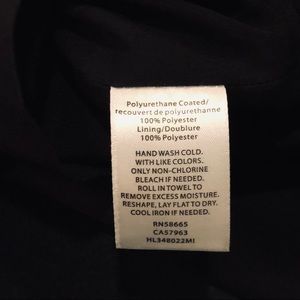 Polyurethane Coated/
recouvert de polyurethanne
100% Polyester
Lining/Doublure
100% Polyester
HAND WASH COLD.
WITH LIKE COLORS.
ONLY NON-CHLORINE
BLEACH IF NEEDED.
ROLL IN TOWEL TO
REMOVE EXCESS MOISTURE.
RESHAPE, LAY FLAT TO DRY.
COOL IRON IF NEEDED.
RN58665
CA57963
HL348022MI